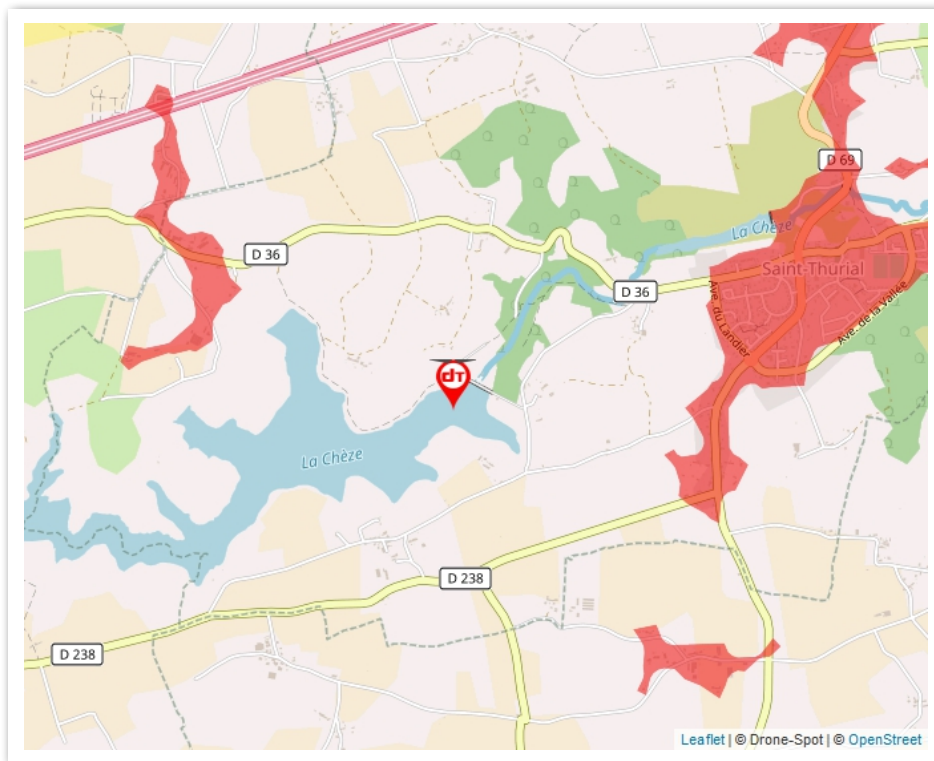 D 69
La Chèze
D 36
Saint-Thurial
D 36
Ave. du Landier
Ave. de la Vallée
dT
La Chèze
D 238
D 238
Leaflet | © Drone-Spot | © OpenStreet